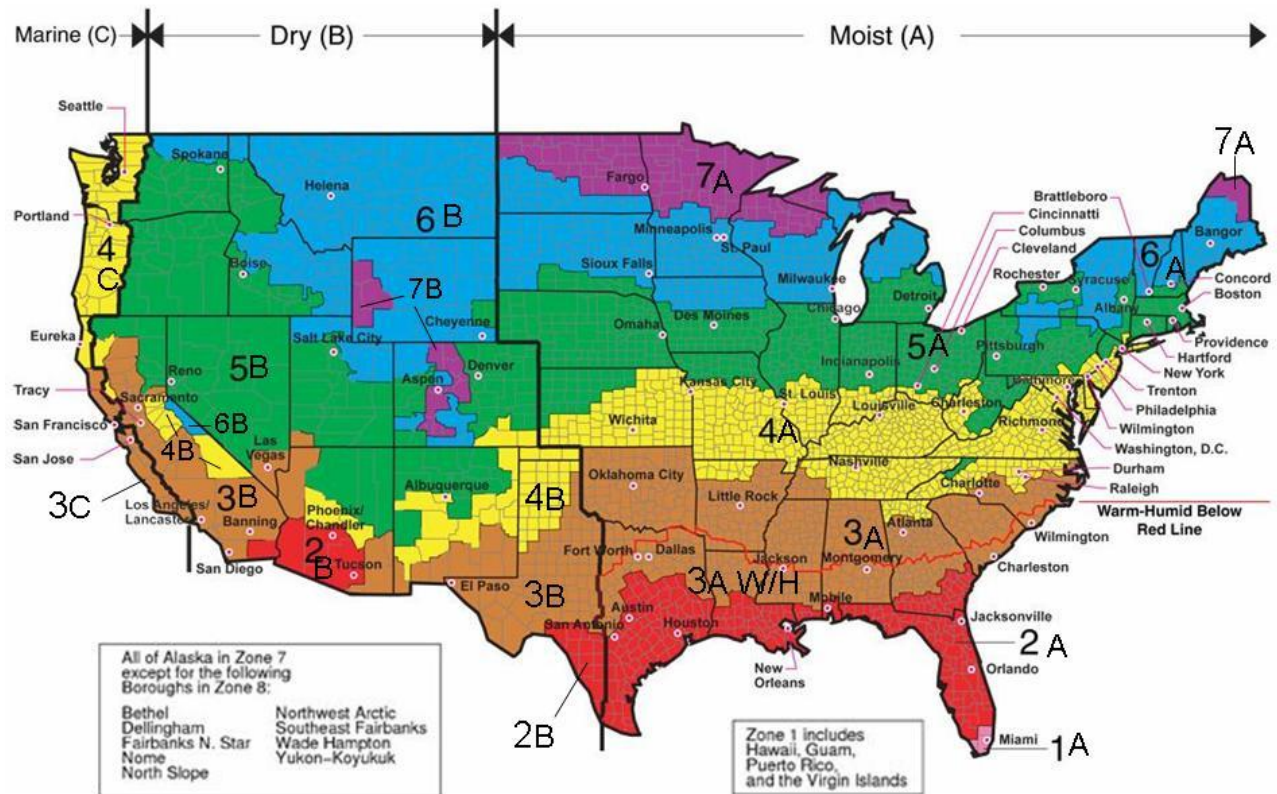 Marine (C)
Dry (B)
Moist (A)
Seattle
Spokane
Helena
Fargo
7A
7A
Portland
6 B
Brattleboro
Cincinnatti
Columbus
Cleveland
Bangor
4
C
Minneapolis
St. Paul
6
A
Boise
Sioux Falls
Milwaukee
Rochester
Syracuse
Concord
7B
Detroit
Albany
Boston
Eureka
Cheyenne
Chicago
Salt Lake City
Omaha
Des Moines
Pittsburgh
Providence
5B
Reno
Aspen
Denver
Indianapolis
5A
Hartford
New York
Tracy
Sacramento
Kansas City
St. Louis
Baltimore
Trenton
San Francisco
6B
Wichita
Louisville
Charleston
Philadelphia
4B
4A
Richmond
Wilmington
San Jose
Las
Vegas
Nashville
Washington, D.C.
3C
3B
Albuquerque
4B
Oklahoma City
Durham
Los Angeles/
Lancaster
Little Rock
Charlotte
Raleigh
Banning
Phoenix/
Chandler
3A
Atlanta
Warm-Humid Below
Red Line
2
B
Fort Worth
Dallas
Jackson
Montgomery
Wilmington
San Diego
Tucson
El Paso
3A W/H
Charleston
3B
Austin
Mobile
San Antonio
Houston
Jacksonville
2 A
New
Orleans
Orlando
2B
Miami
1A
All of Alaska in Zone 7
except for the following
Boroughs in Zone 8:
Bethel Northwest Arctic
Dellingham Southeast Fairbanks
Fairbanks N. Star Wade Hampton
Nome Yukon-Koyukuk
North Slope
Zone 1 includes
Hawaii, Guam,
Puerto Rico,
and the Virgin Islands